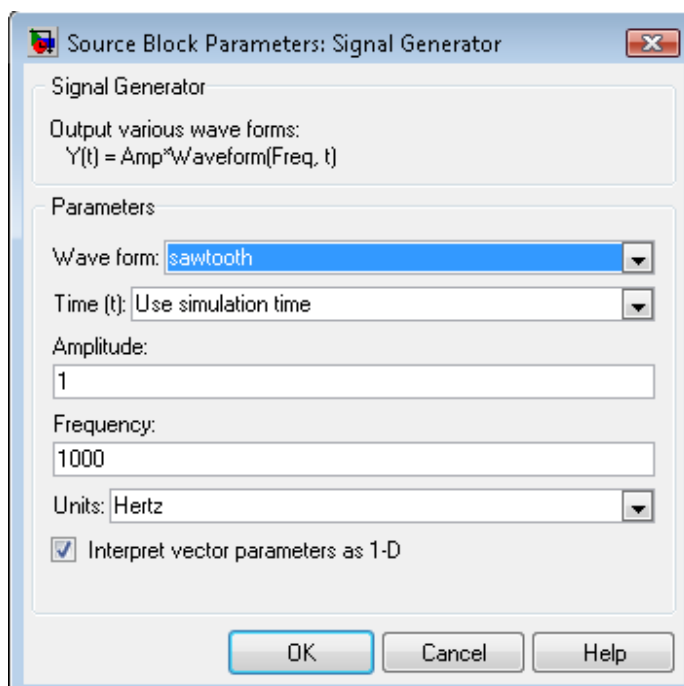 Source Block Parameters: Signal Generator
Signal Generator
Output various wave forms:
Y(t) = Amp*Waveform(Freq, t)
Parameters
Wave form: sawtooth
Time (t): Use simulation time
Amplitude:
1
Frequency:
1000
Units: Hertz
Interpret vector parameters as 1-D
OK Cancel Help